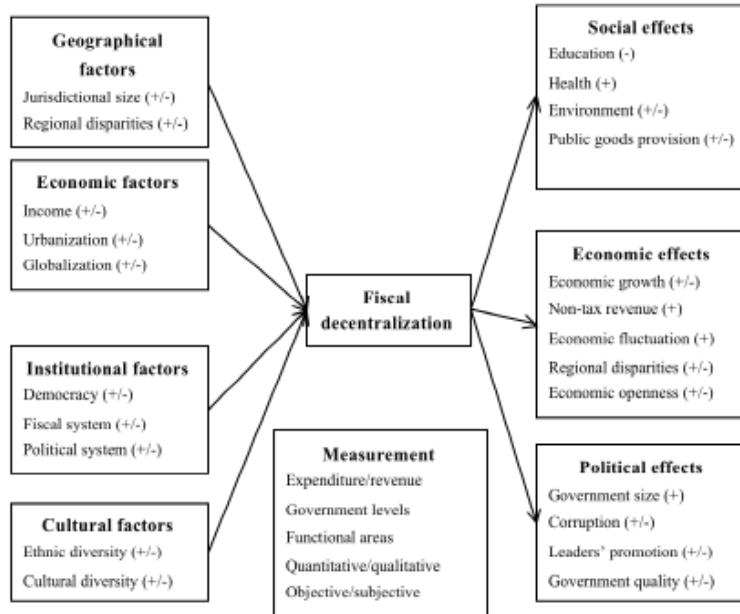 Geographical
factors
Jurisdictional size (+/-)
Regional disparities (+/-)
Economic factors
Income (+/-)
Urbanization (+/-)
Globalization (+/-)
Institutional factors
Democracy (+/-)
Fiscal system (+/-)
Political system (+/-)
Cultural factors
Ethnic diversity (+/-)
Cultural diversity (+/-)
Fiscal
decentralization
Measurement
Expenditure/revenue
Government levels
Functional areas
Quantitative/qualitative
Objective/subjective
Social effects
Education (-)
Health (+)
Environment (+/-)
Public goods provision (+/-)
Economic effects
Economic growth (+/-)
Non-tax revenue (+)
Economic fluctuation (+)
Regional disparities (+/-)
Economic openness (+/-)
Political effects
Government size (+)
Corruption (+/-)
Leaders’ promotion (+/-)
Government quality (+/-)